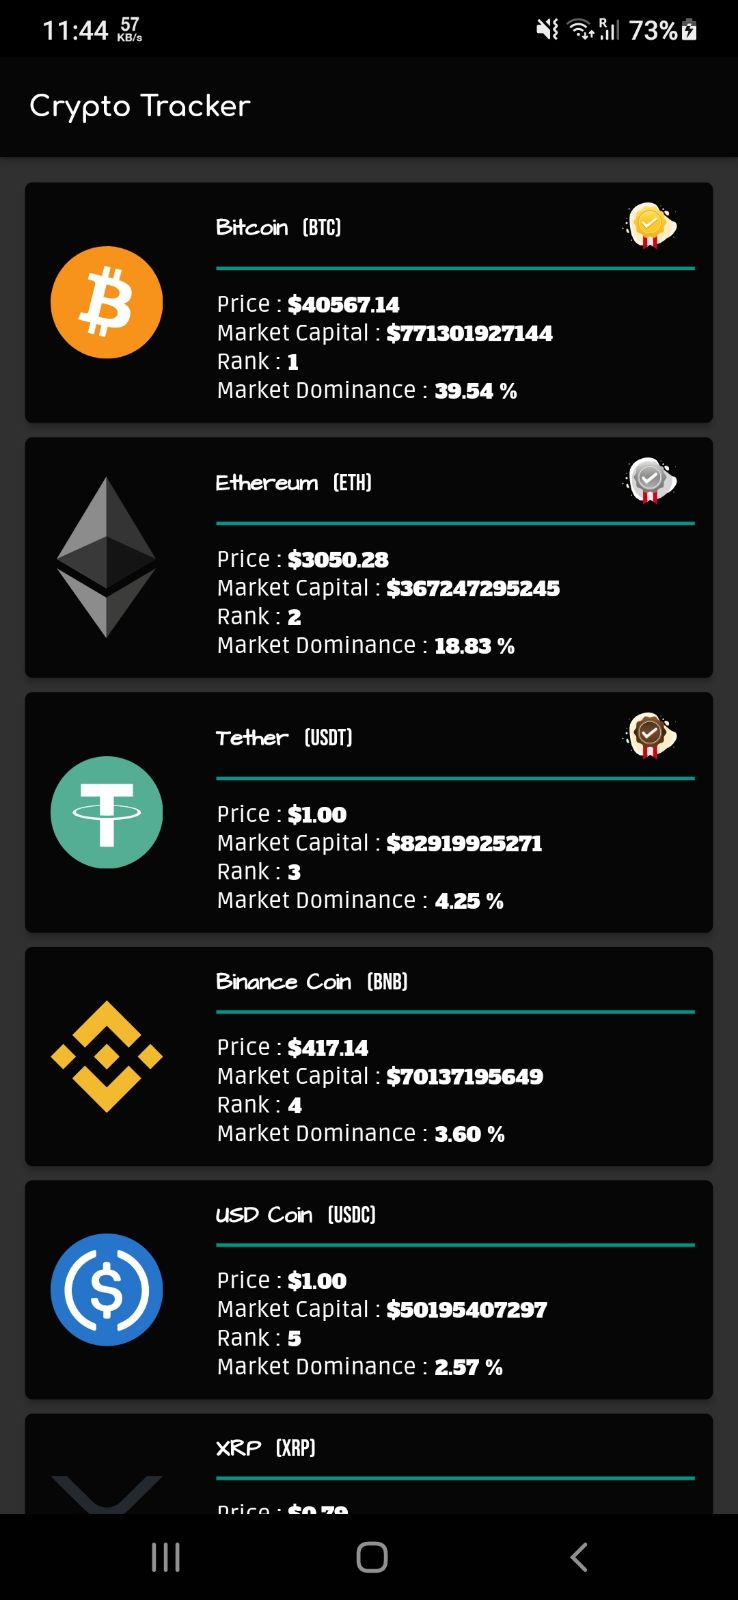 11:44 57 KB/s R 73%
Crypto Tracker
Bitcoin (BTC)
Price : $40567.14
Market Capital : $771301927144
Rank : 1
Market Dominance : 39.54 %
Ethereum (ETH)
Price : $3050.28
Market Capital : $367247295245
Rank : 2
Market Dominance : 18.83 %
Tether (USDT)
Price : $1.00
Market Capital : $82919925271
Rank : 3
Market Dominance : 4.25 %
Binance Coin (BNB)
Price : $417.14
Market Capital : $70137195649
Rank : 4
Market Dominance : 3.60 %
USD Coin (USDC)
Price : $1.00
Market Capital : $50195407297
Rank : 5
Market Dominance : 2.57 %
XRP (XRP)
Price : $0.79